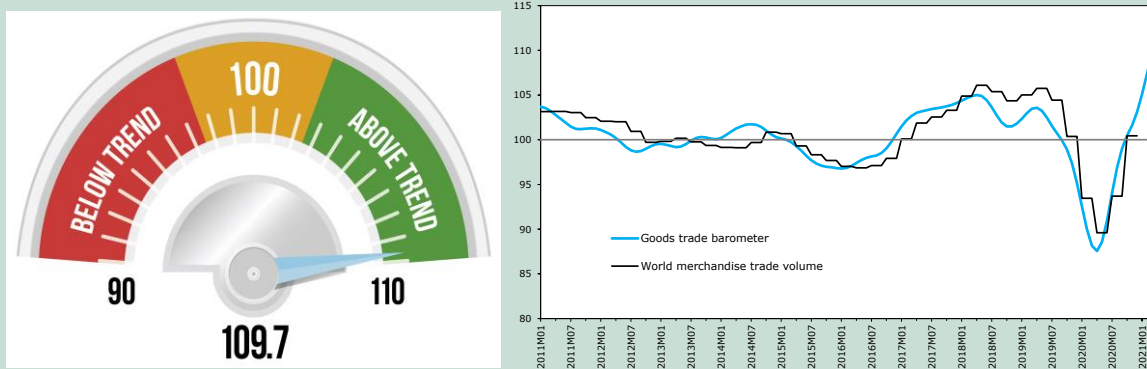 BELOW TREND
100
ABOVE TREND
90
110
109.7
115
110
105
100
95
90
85
80
Goods trade barometer
World merchandise trade volume
2011M01
2011M07
2012M01
2012M07
2013M01
2013M07
2014M01
2014M07
2015M01
2015M07
2016M01
2016M07
2017M01
2017M07
2018M01
2018M07
2019M01
2019M07
2020M01
2020M07
2021M01